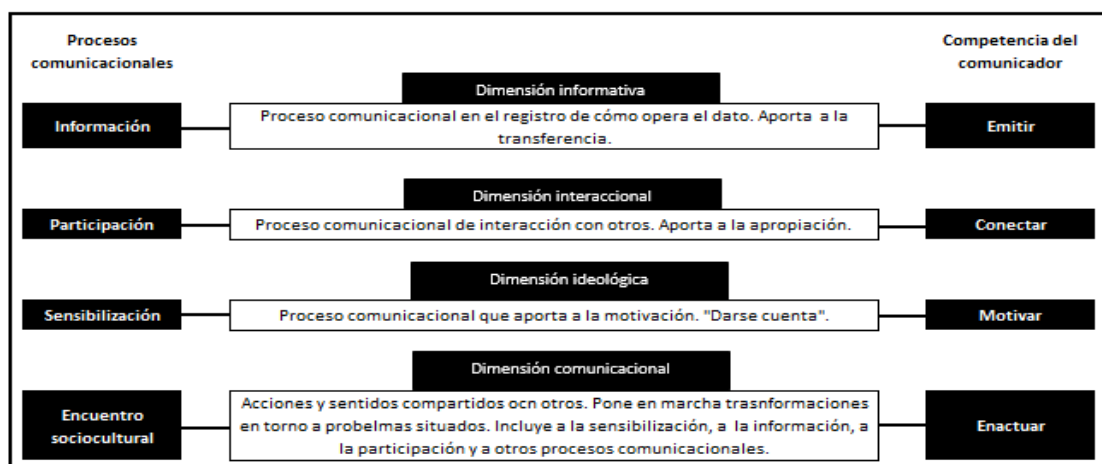 Procesos
comunicacionales
Competencia del
comunicador
Dimensión informativa
Información
Proceso comunicacional en el registro de cómo opera el dato. Aporta a la
transferencia.
Emitir
Dimensión interaccional
Participación
Proceso comunicacional de interacción con otros. Aporta a la apropiación.
Conectar
Dimensión ideológica
Sensibilización
Proceso comunicacional que aporta a la motivación. "Darse cuenta".
Motivar
Dimensión comunicacional
Encuentro
sociocultural
Acciones y sentidos compartidos ocn otros. Pone en marcha trasnformaciones
en torno a probelmas situados. Incluye a la sensibilización, a la información, a
la participación y a otros procesos comunicacionales.
Enactuar